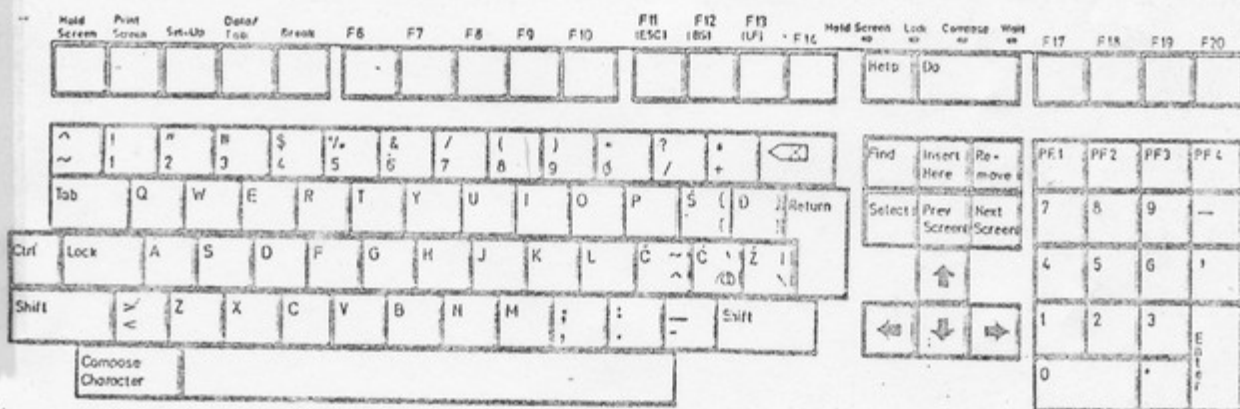 Hold Print Set-Up Data/ Break F6 F7 F8 F9 F10 F11 F12 F13 F14 Hold Screen Lock Compose Wait F17 F18 F19 F20
Screen Screen Tab (ESC) (BS) (LF)
Help Do
^ ! " # $ % & / ( ) ?
~ 1 2 3 4 5 6 7 8 9 0 / +
Find Insert Re- PF1 PF2 PF3 PF4
Here move
Tab Q W E R T Y U I O P Š { Đ } Return
[ ]
Select Prev Next 7 8 9 —
Screen Screen
Ctrl Lock A S D F G H J K L Č ~ Ć ` Ž |
^ @ \
4 5 6 ,
Shift > Z X C V B N M ; : — Shift
< , . -
1 2 3 Enter
Compose
Character
0 .